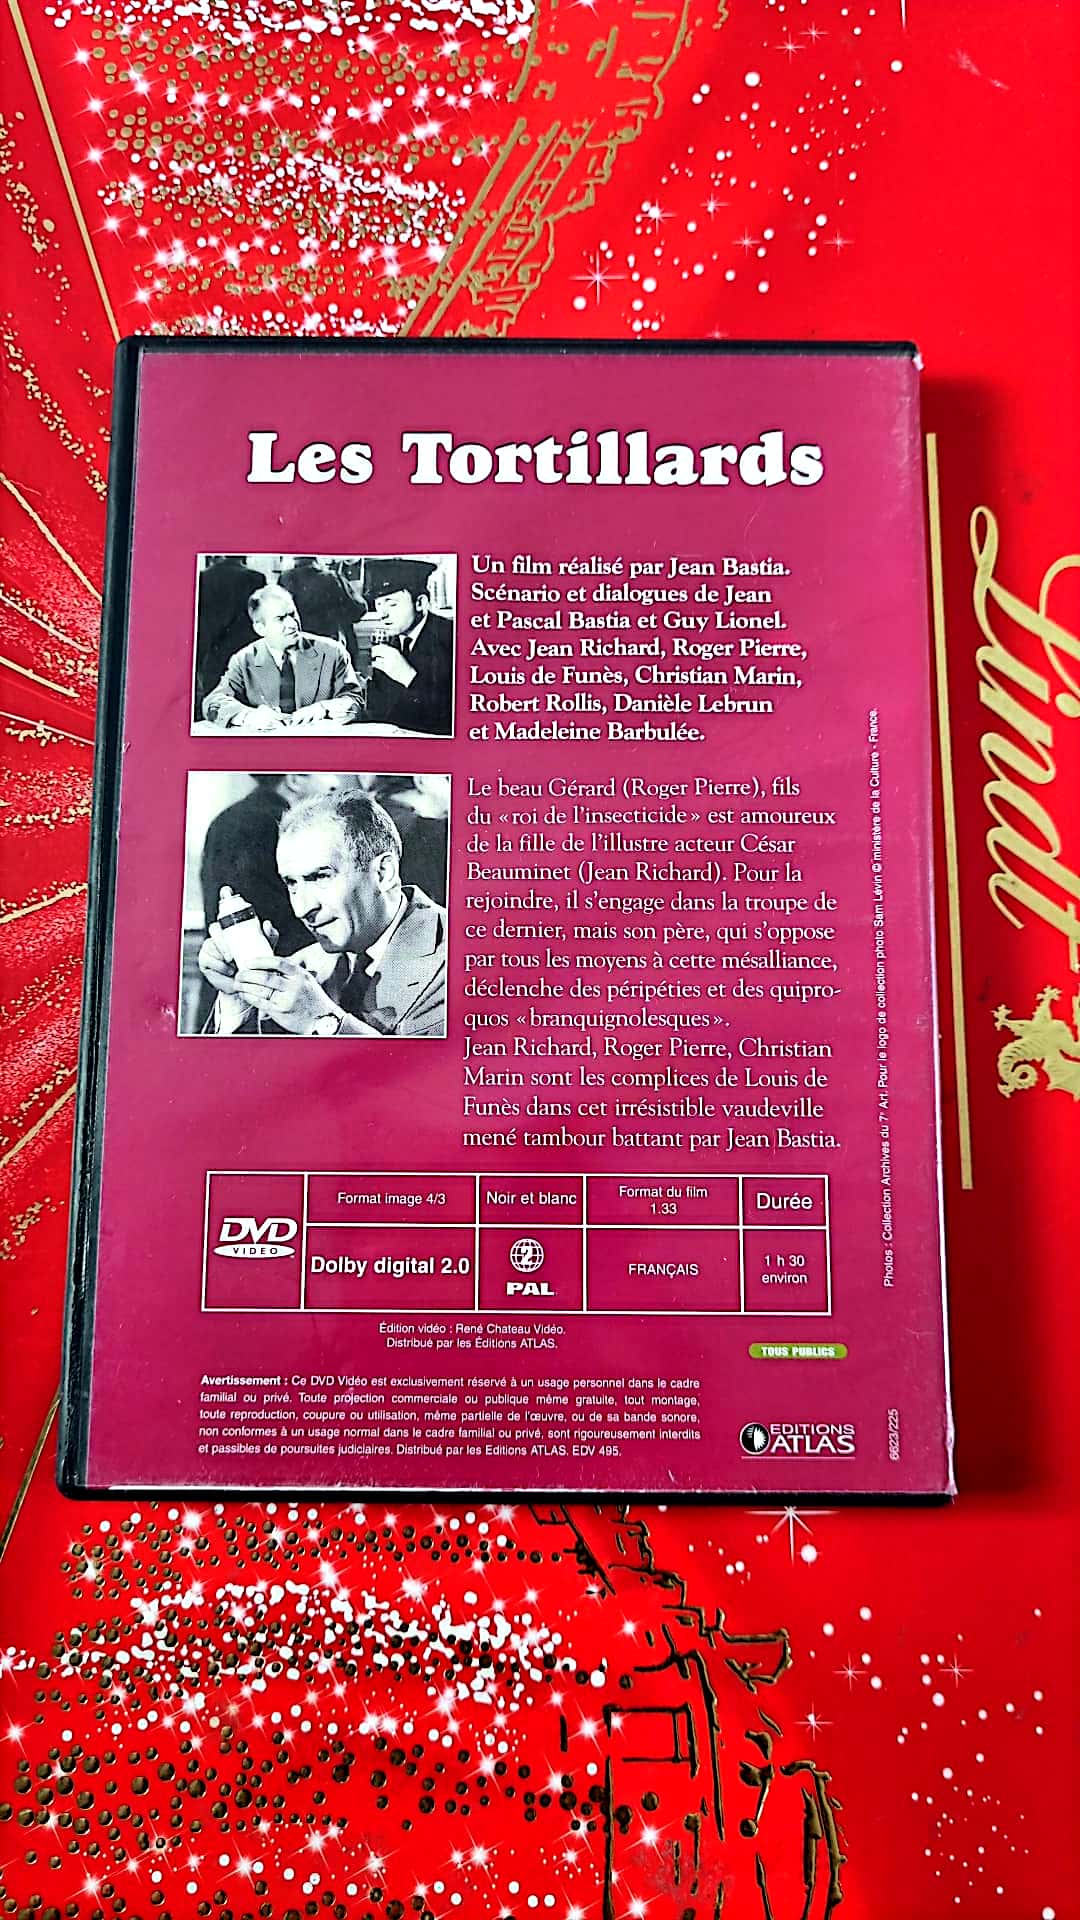 Les Tortillards
Un film réalisé par Jean Bastia.
Scénario et dialogues de Jean
et Pascal Bastia et Guy Lionel.
Avec Jean Richard, Roger Pierre,
Louis de Funès, Christian Marin,
Robert Rollis, Danièle Lebrun
et Madeleine Barbulée.
Le beau Gérard (Roger Pierre), fils
du « roi de l'insecticide » est amoureux
de la fille de l'illustre acteur César
Beauminet (Jean Richard). Pour la
rejoindre, il s'engage dans la troupe de
ce dernier, mais son père, qui s'oppose
par tous les moyens à cette mésalliance,
déclenche des péripéties et des quipro-
quos « branquignolesques ».
Jean Richard, Roger Pierre, Christian
Marin sont les complices de Louis de
Funès dans cet irrésistible vaudeville
mené tambour battant par Jean Bastia.
DVD
VIDEO
Format image 4/3
Noir et blanc
Format du film
1.33
Durée
Dolby digital 2.0
2
PAL
FRANÇAIS
1 h 30
environ
Édition vidéo : René Chateau Vidéo.
Distribué par les Éditions ATLAS.
TOUS PUBLICS
Avertissement : Ce DVD Vidéo est exclusivement réservé à un usage personnel dans le cadre
familial ou privé. Toute projection commerciale ou publique même gratuite, tout montage,
toute reproduction, coupure ou utilisation, même partielle de l'œuvre, ou de sa bande sonore,
non conformes à un usage normal dans le cadre familial ou privé, sont rigoureusement interdits
et passibles de poursuites judiciaires. Distribué par les Editions ATLAS. EDV 495.
EDITIONS
ATLAS
Photos : Collection Archives du 7e Art. Pour le logo de collection photo Sam Lévin © ministère de la Culture - France.
6623/225
Lindt